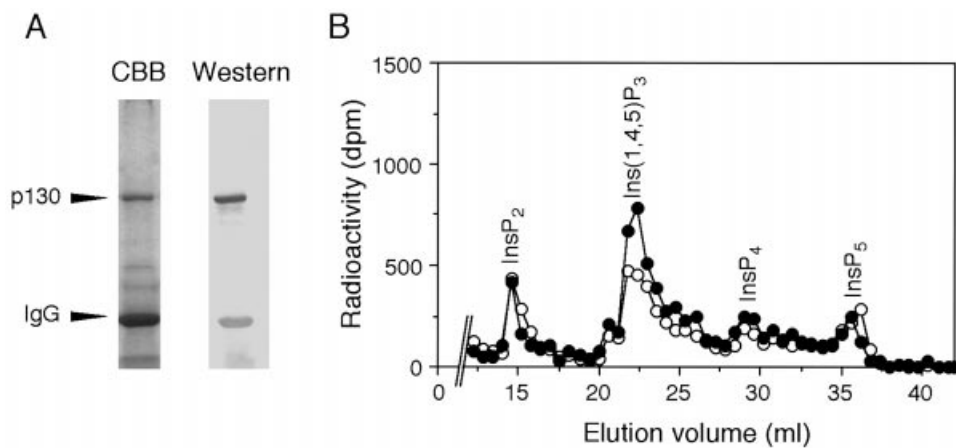 A
CBB Western
p130
IgG
B
Radioactivity (dpm)
1500
1000
500
0
InsP2
Ins(1,4,5)P3
InsP4
InsP5
0 15 20 25 30 35 40
Elution volume (ml)